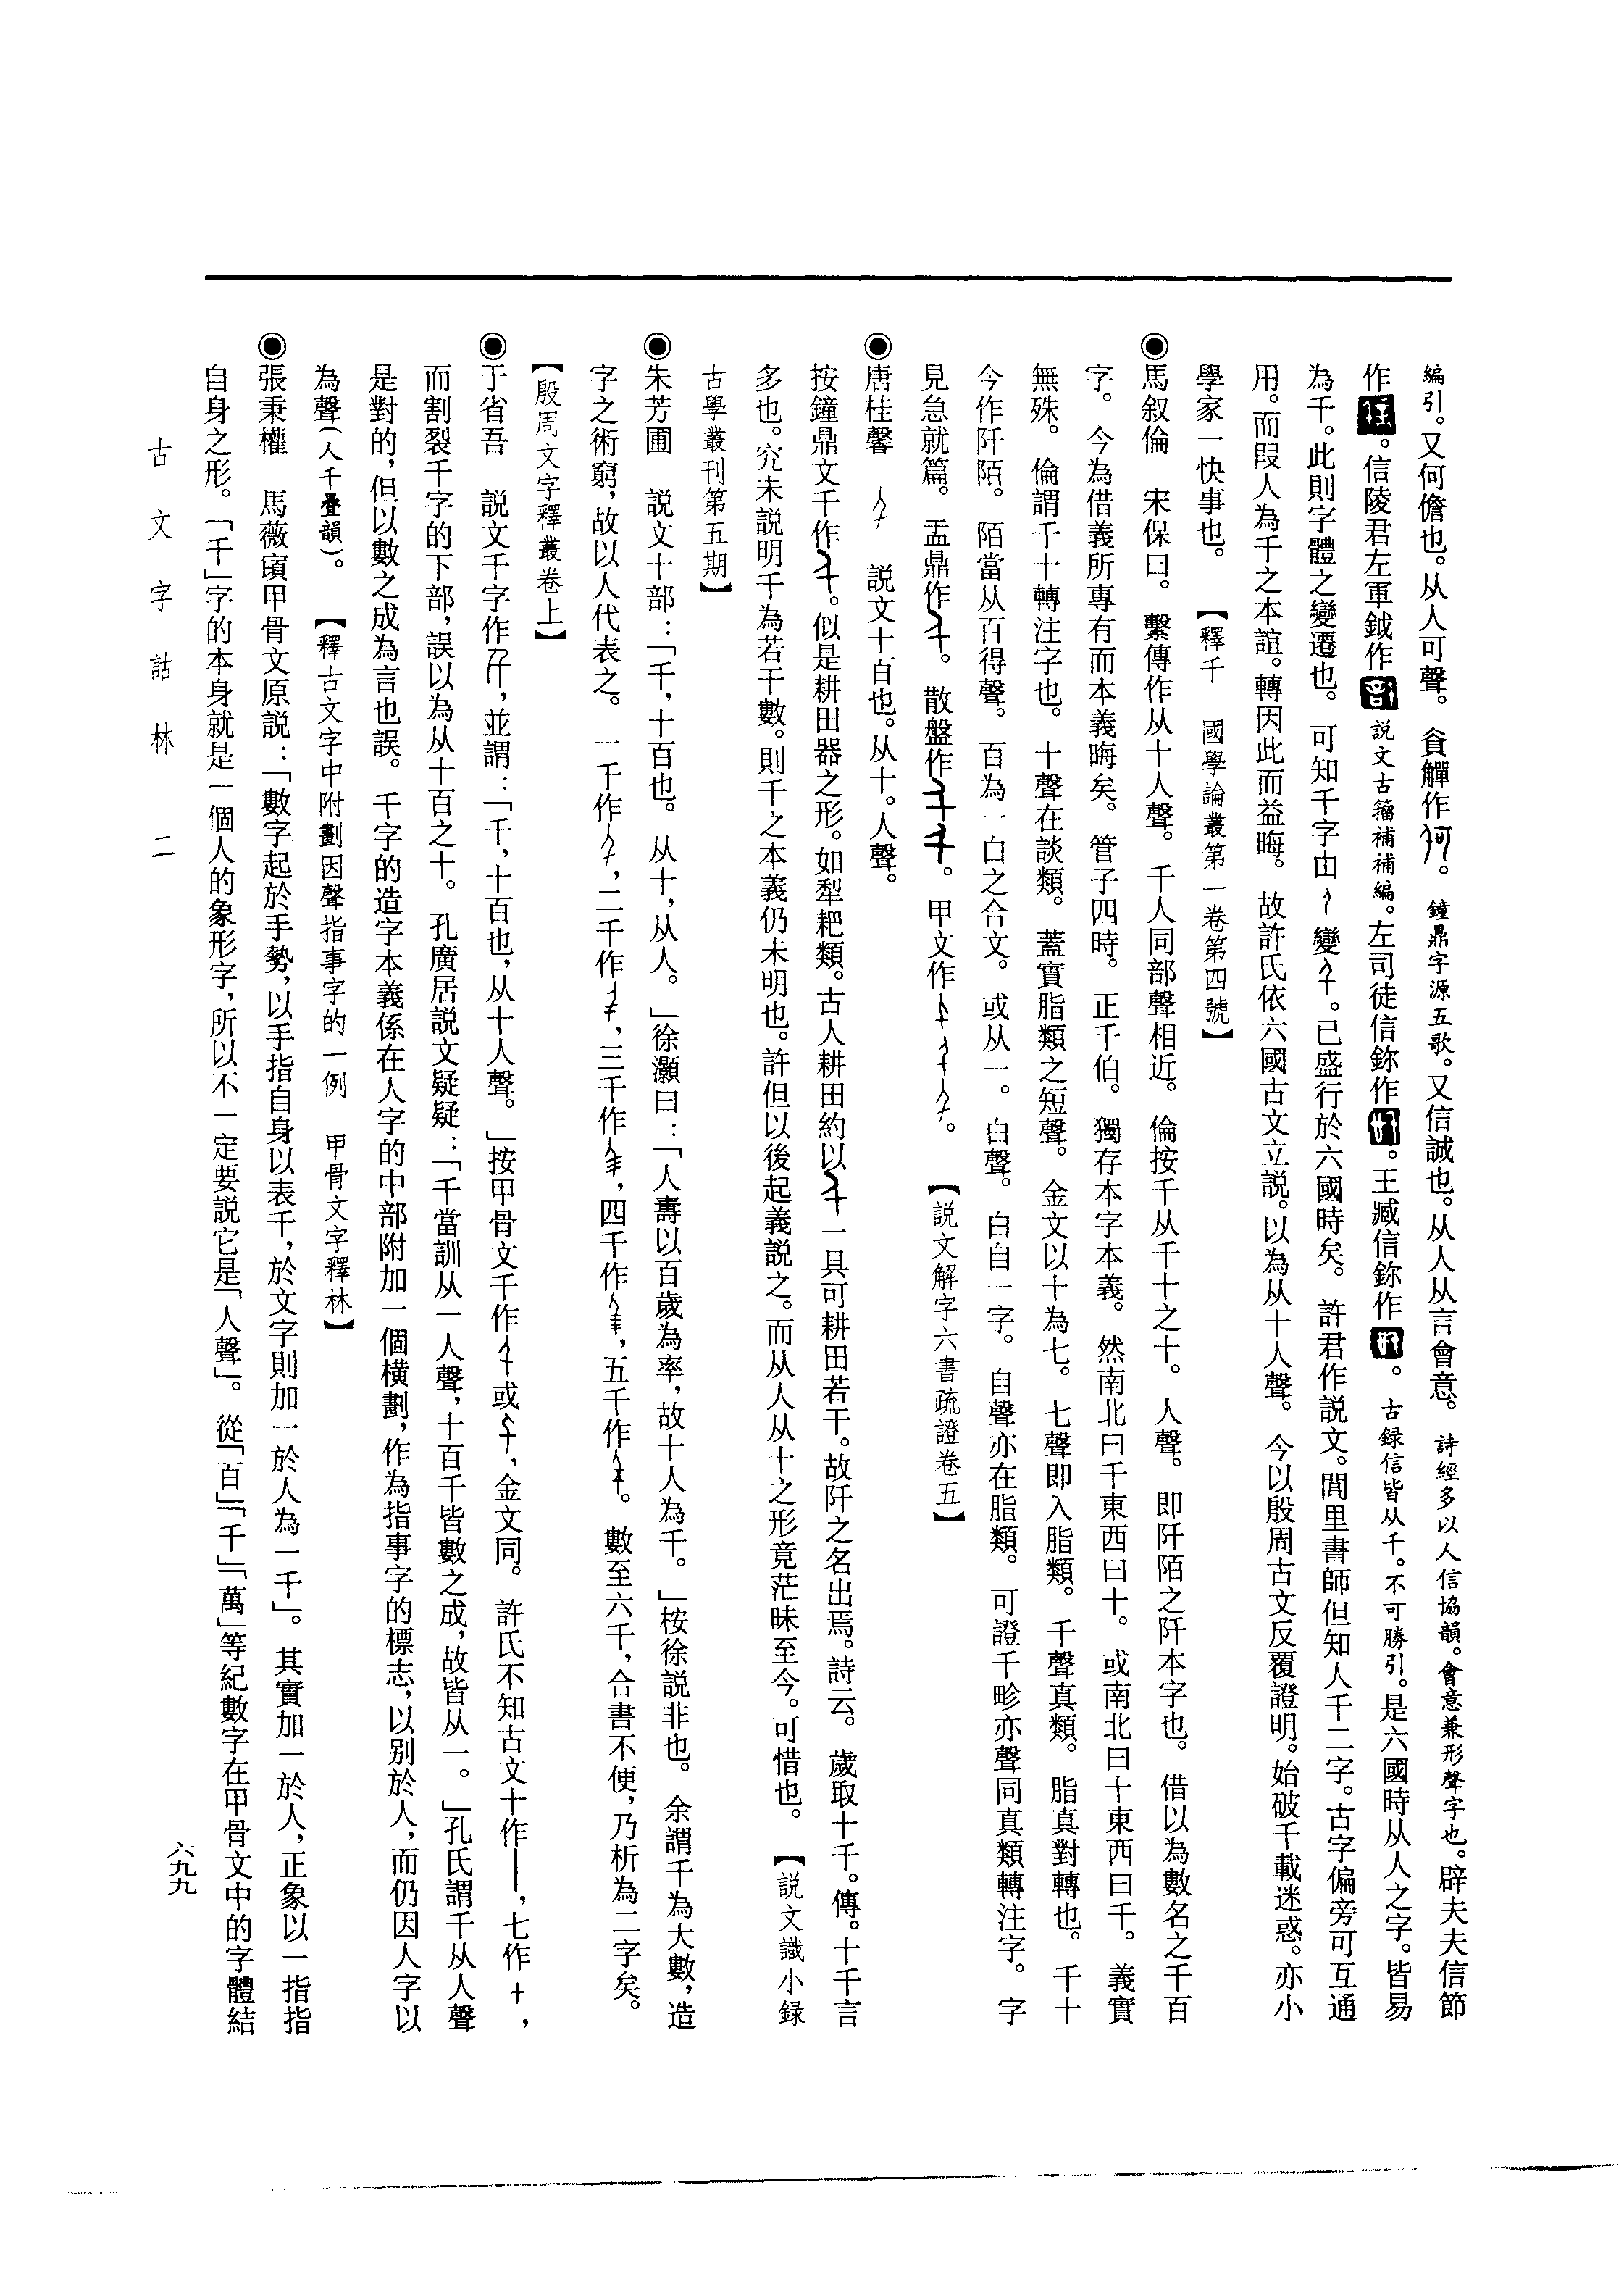 編引。又何儋也。从人可聲。貟觶作。鐘鼎字源五歌。又信誠也。从人从言會意。詩經多以人信協韻。會意兼形聲字也。辟夫夫信節
作。信陵君左軍鉞作説文古籀補補編。左司徒信鉨作。王臧信鉨作。古録信皆从千。不可勝引。是六國時从人之字。皆易
為千。此則字體之變遷也。可知千字由變。已盛行於六國時矣。許君作説文。閭里書師但知人千二字。古字偏旁可互通
用。而叚人為千之本誼。轉因此而益晦。故許氏依六國古文立説。以為从十人聲。今以殷周古文反覆證明。始破千載迷惑。亦小
學家一快事也。【釋千 國學論叢第一卷第四號】
◉馬叙倫 宋保曰。繫傳作从十人聲。千人同部聲相近。倫按千从千十之十。人聲。即阡陌之阡本字也。借以為數名之千百
字。今為借義所專有而本義晦矣。管子四時。正千伯。獨存本字本義。然南北曰千東西曰十。或南北曰十東西曰千。義實
無殊。倫謂千十轉注字也。十聲在談類。蓋實脂類之短聲。金文以十為七。七聲即入脂類。千聲真類。脂真對轉也。千十
今作阡陌。陌當从百得聲。百為一白之合文。或从一。白聲。白自一字。自聲亦在脂類。可證千畛亦聲同真類轉注字。字
見急就篇。盂鼎作。散盤作。甲文作。【説文解字六書疏證卷五】
◉唐桂馨 説文十百也。从十。人聲。
按鐘鼎文千作。似是耕田器之形。如犁耙類。古人耕田約以一具可耕田若干。故阡之名出焉。詩云。歲取十千。傳。十千言
多也。究未説明千為若干數。則千之本義仍未明也。許但以後起義説之。而从人从十之形竟茫昧至今。可惜也。【説文識小録
古學叢刊第五期】
◉朱芳圃 説文十部：「千，十百也。从十，从人。」徐灝曰：「人壽以百歲為率，故十人為千。」桉徐説非也。余謂千為大數，造
字之術窮，故以人代表之。一千作，二千作，三千作，四千作，五千作。數至六千，合書不便，乃析為二字矣。
【殷周文字釋叢卷上】
◉于省吾 説文千字作，並謂：「千，十百也，从十人聲。」按甲骨文千作或，金文同。許氏不知古文十作丨，七作十，
而割裂千字的下部，誤以為从十百之十。孔廣居説文疑疑：「千當訓从一人聲，十百千皆數之成，故皆从一。」孔氏謂千从人聲
是對的，但以數之成為言也誤。千字的造字本義係在人字的中部附加一個橫劃，作為指事字的標志，以別於人，而仍因人字以
為聲（人千疊韻）。【釋古文字中附劃因聲指事字的一例 甲骨文字釋林】
◉張秉權 馬薇廎甲骨文原説：「數字起於手勢，以手指自身以表千，於文字則加一於人為一千」。其實加一於人，正象以一指指
自身之形。「千」字的本身就是一個人的象形字，所以不一定要説它是「人聲」。從「百」「千」「萬」等紀數字在甲骨文中的字體結
古文字詁林 二
六九九